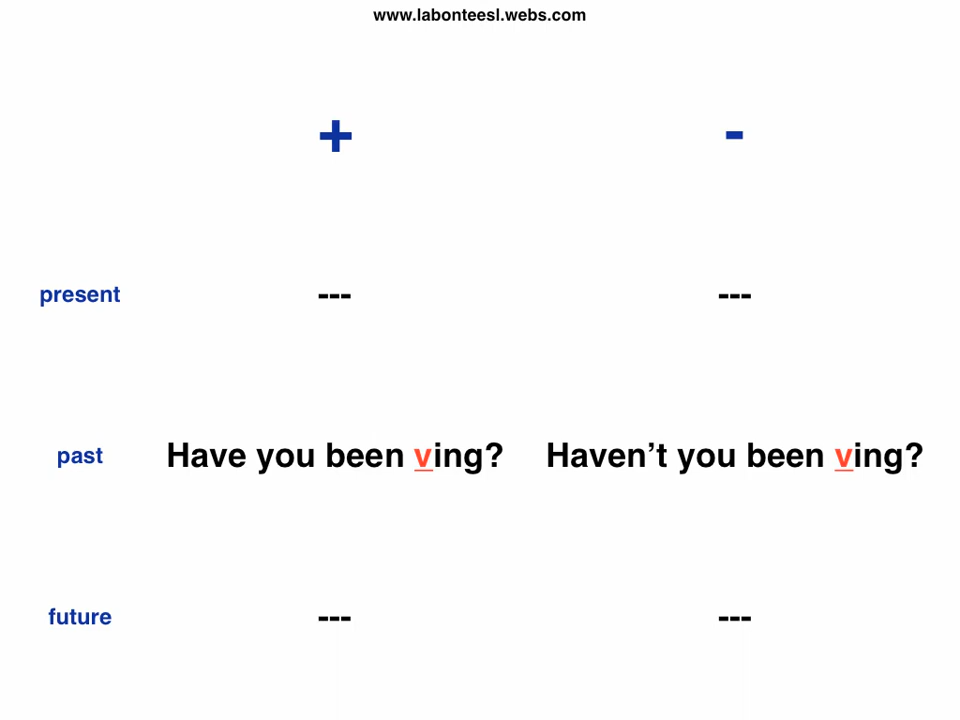 www.labonteesl.webs.com
+ -
present --- ---
past Have you been ving? Haven’t you been ving?
future --- ---